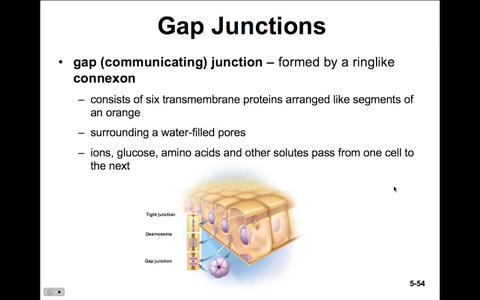 Gap Junctions
• gap (communicating) junction – formed by a ringlike
connexon
– consists of six transmembrane proteins arranged like segments of
an orange
– surrounding a water-filled pores
– ions, glucose, amino acids and other solutes pass from one cell to
the next
Tight junction
Desmosome
Gap junction
5-54